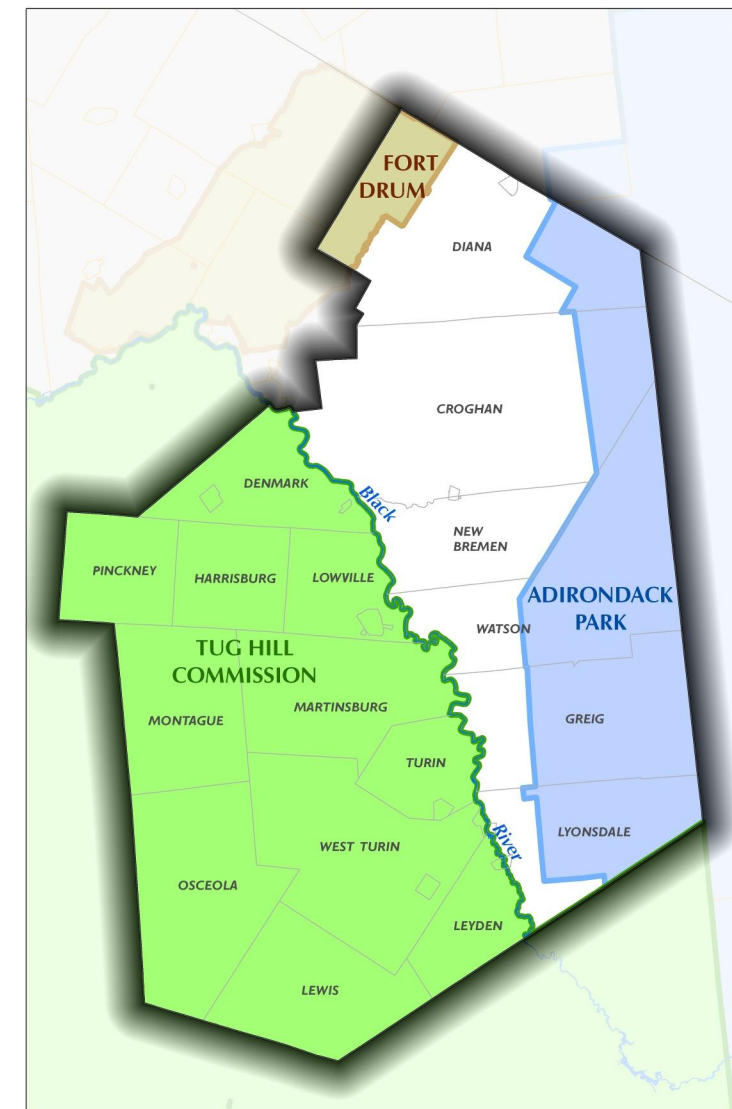 FORT
DRUM
DIANA
CROGHAN
DENMARK
Black
NEW
BREMEN
PINCKNEY
HARRISBURG
LOWVILLE
ADIRONDACK
PARK
WATSON
TUG HILL
COMMISSION
MARTINSBURG
MONTAGUE
GREIG
TURIN
River
LYONSDALE
WEST TURIN
OSCEOLA
LEYDEN
LEWIS